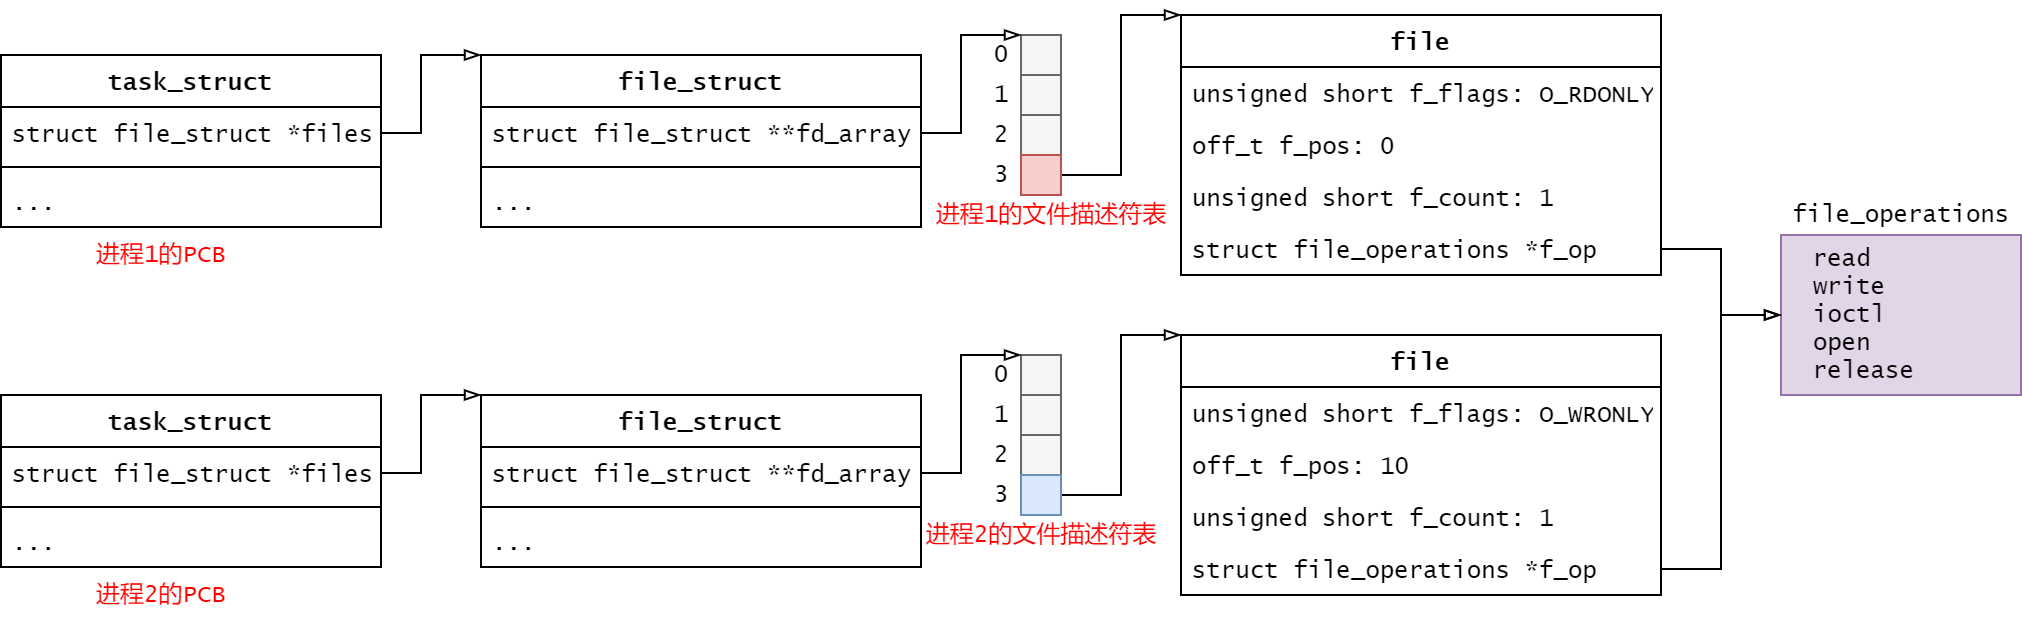 task_struct
struct file_struct *files
...
进程1的PCB
file_struct
struct file_struct **fd_array
...
0
1
2
3
进程1的文件描述符表
file
unsigned short f_flags: O_RDONLY
off_t f_pos: 0
unsigned short f_count: 1
struct file_operations *f_op
file_operations
read
write
ioctl
open
release
task_struct
struct file_struct *files
...
进程2的PCB
file_struct
struct file_struct **fd_array
...
0
1
2
3
进程2的文件描述符表
file
unsigned short f_flags: O_WRONLY
off_t f_pos: 10
unsigned short f_count: 1
struct file_operations *f_op